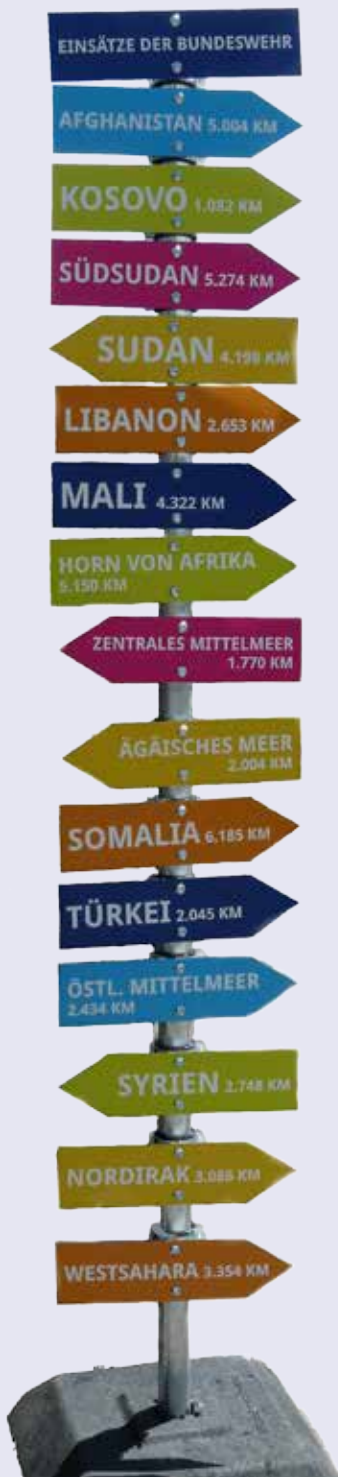 EINSÄTZE DER BUNDESWEHR
AFGHANISTAN 5.004 KM
KOSOVO 1.082 KM
SÜDSUDAN 5.274 KM
SUDAN 4.198 KM
LIBANON 2.653 KM
MALI 4.322 KM
HORN VON AFRIKA
5.150 KM
ZENTRALES MITTELMEER
1.770 KM
ÄGÄISCHES MEER
2.004 KM
SOMALIA 6.185 KM
TÜRKEI 2.045 KM
ÖSTL. MITTELMEER
2.434 KM
SYRIEN 2.748 KM
NORDIRAK 3.086 KM
WESTSAHARA 3.354 KM